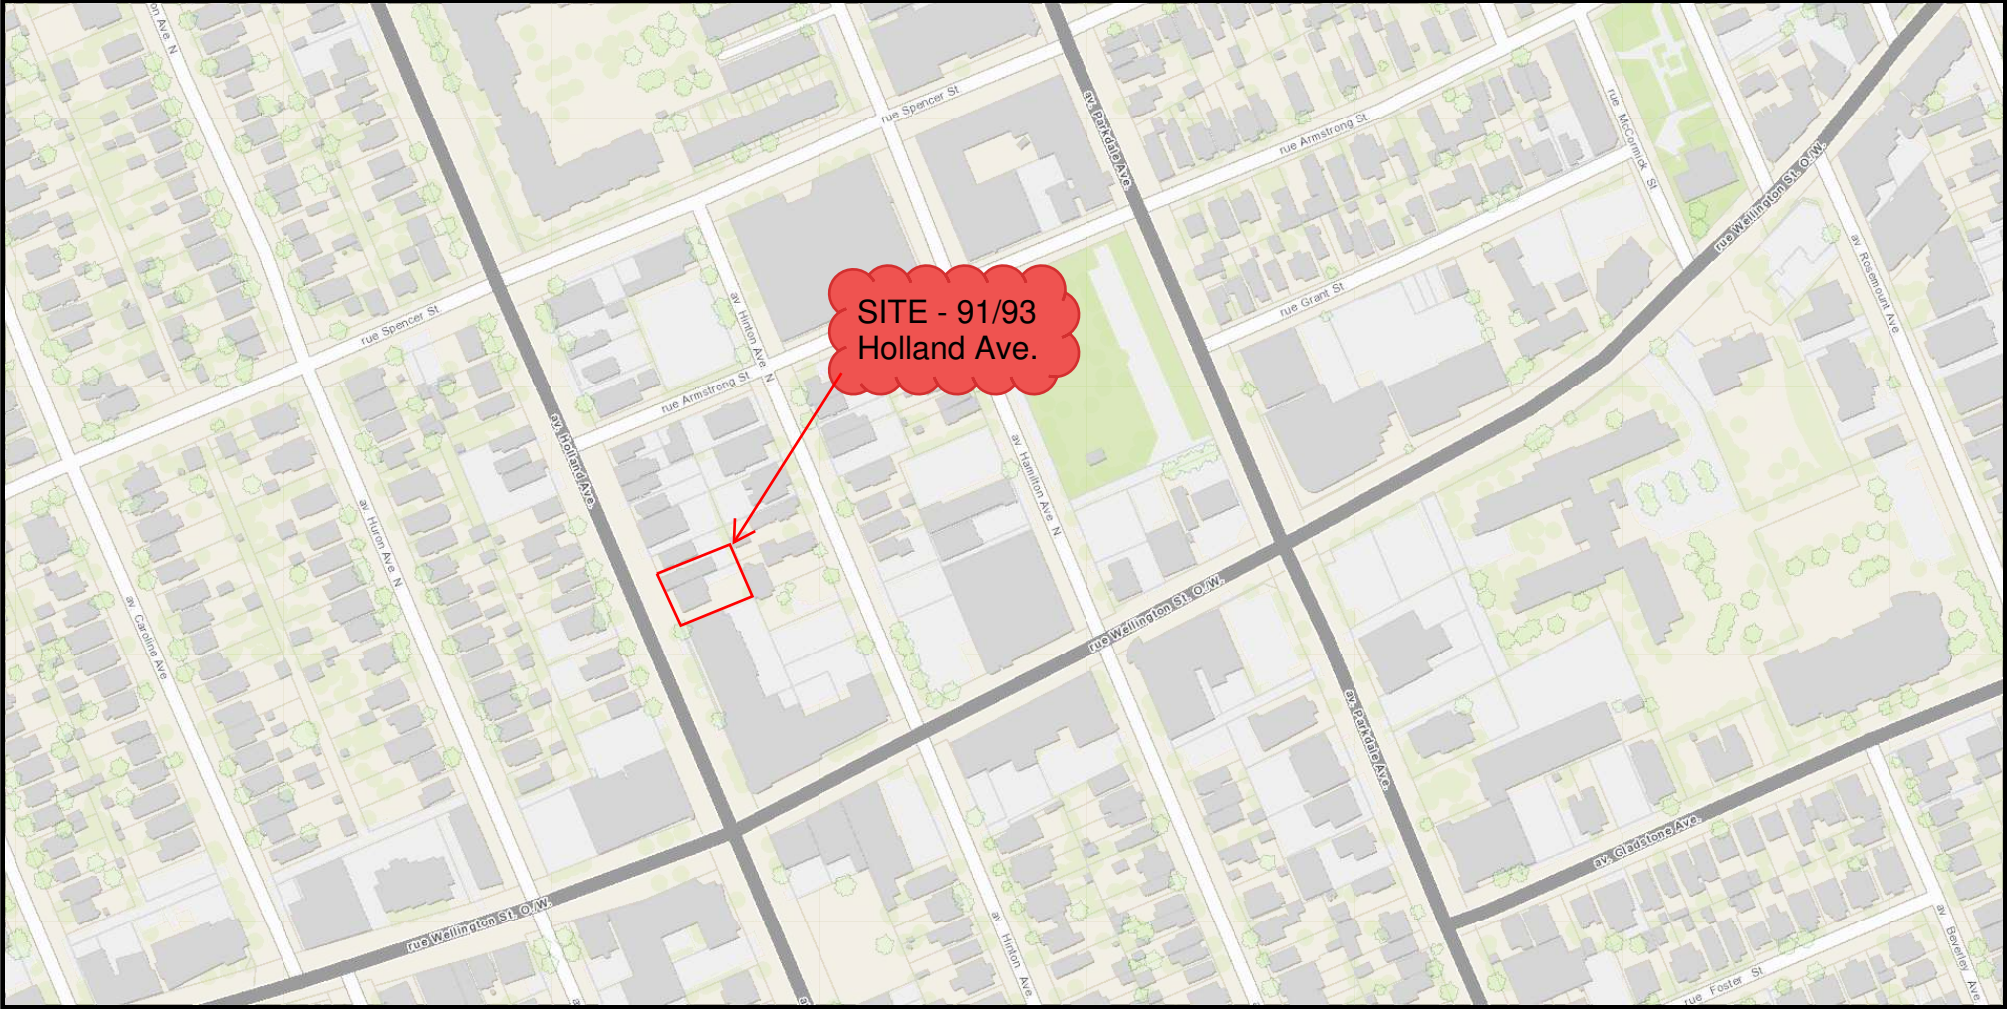 on Ave. N
rue Spencer St
av. Parkdale Ave.
rue Armstrong St
rue McCormick St
rue Wellington St. O./W.
av Rosemount Ave
rue Grant St
rue Spencer St
av Hinton Ave. N
SITE - 91/93
Holland Ave.
rue Armstrong St
av. Holland Ave.
av Hamilton Ave. N
av. Huron Ave. N
av Caroline Ave
rue Wellington St. O./W.
av. Parkdale Ave.
av. Gladstone Ave.
rue Wellington St. O./W.
av Hinton Ave
av Beverley Ave
rue Foster St